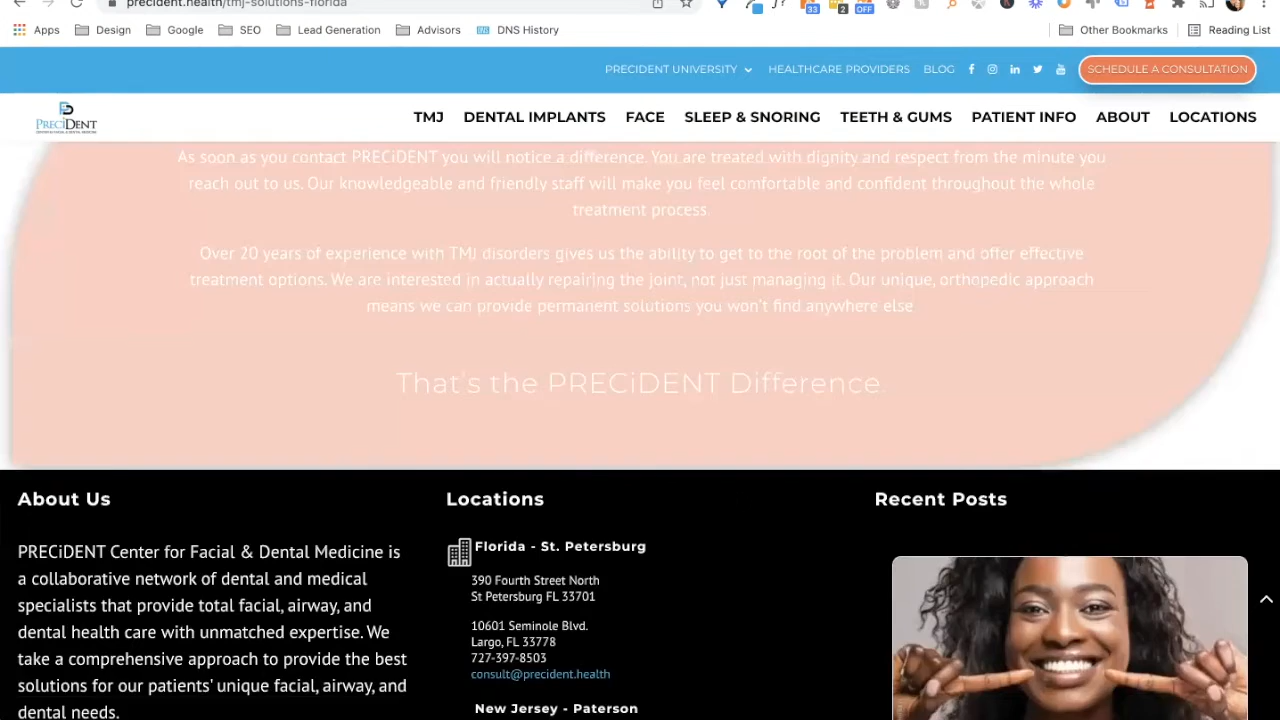 precident.health/tmj-solutions-florida
33
2
OFF
Apps
Design
Google
SEO
Lead Generation
Advisors
DNS History
Other Bookmarks
Reading List
PRECIDENT UNIVERSITY
HEALTHCARE PROVIDERS
BLOG
SCHEDULE A CONSULTATION
PRECiDENT
TMJ
DENTAL IMPLANTS
FACE
SLEEP & SNORING
TEETH & GUMS
PATIENT INFO
ABOUT
LOCATIONS
As soon as you contact PRECiDENT you will notice a difference. You are treated with dignity and respect from the minute you
reach out to us. Our knowledgeable and friendly staff will make you feel comfortable and confident throughout the whole
treatment process.
Over 20 years of experience with TMJ disorders gives us the ability to get to the root of the problem and offer effective
treatment options. We are interested in actually repairing the joint, not just managing it. Our unique, orthopedic approach
means we can provide permanent solutions you won't find anywhere else
That's the PRECiDENT Difference.
About Us
PRECiDENT Center for Facial & Dental Medicine is
a collaborative network of dental and medical
specialists that provide total facial, airway, and
dental health care with unmatched expertise. We
take a comprehensive approach to provide the best
solutions for our patients' unique facial, airway, and
dental needs.
Locations
Florida - St. Petersburg
390 Fourth Street North
St Petersburg FL 33701
10601 Seminole Blvd.
Largo, FL 33778
727-397-8503
consult@precident.health
New Jersey - Paterson
Recent Posts